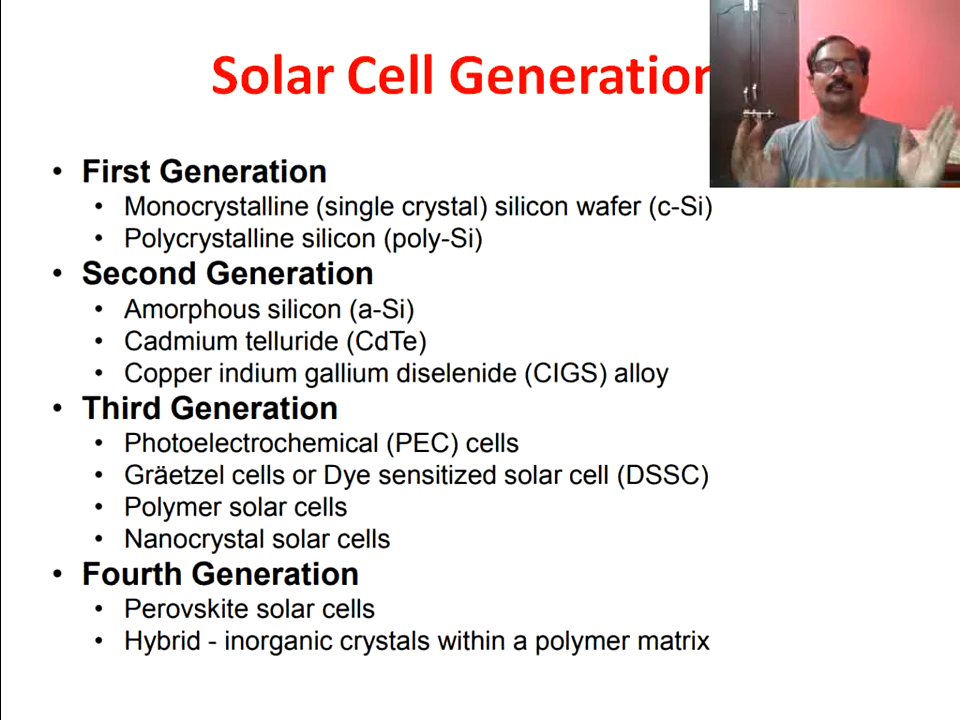 Solar Cell Generation
• First Generation
• Monocrystalline (single crystal) silicon wafer (c-Si)
• Polycrystalline silicon (poly-Si)
• Second Generation
• Amorphous silicon (a-Si)
• Cadmium telluride (CdTe)
• Copper indium gallium diselenide (CIGS) alloy
• Third Generation
• Photoelectrochemical (PEC) cells
• Gräetzel cells or Dye sensitized solar cell (DSSC)
• Polymer solar cells
• Nanocrystal solar cells
• Fourth Generation
• Perovskite solar cells
• Hybrid - inorganic crystals within a polymer matrix